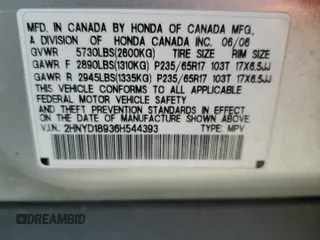 MFD. IN CANADA BY HONDA OF CANADA MFG.,
A DIVISION OF HONDA CANADA INC. 06/06
GVWR 5730LBS(2600KG) TIRE SIZE RIM SIZE
GAWR F 2890LBS(1310KG) P235/65R17 103T 17X6.5JJ
GAWR R 2945LBS(1335KG) P235/65R17 103T 17X6.5JJ
THIS VEHICLE CONFORMS TO ALL APPLICABLE
FEDERAL MOTOR VEHICLE SAFETY AND BUMPER
STANDARDS IN EFFECT ON THE DATE OF
MANUFACTURE SHOWN ABOVE.
V.I.N.: 2HNYD18936H544393 TYPE: MPV
DREAMBID